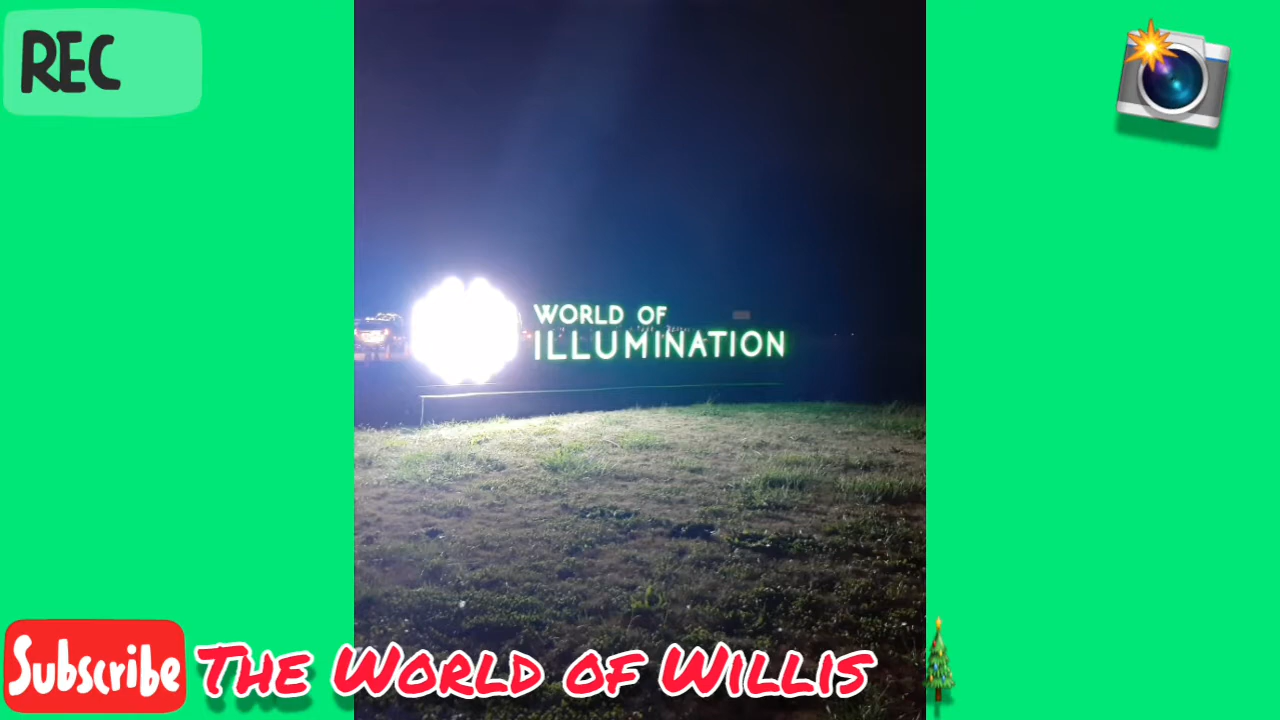 REC
WORLD OF
ILLUMINATION
Subscribe
THE WORLD OF WILLIS